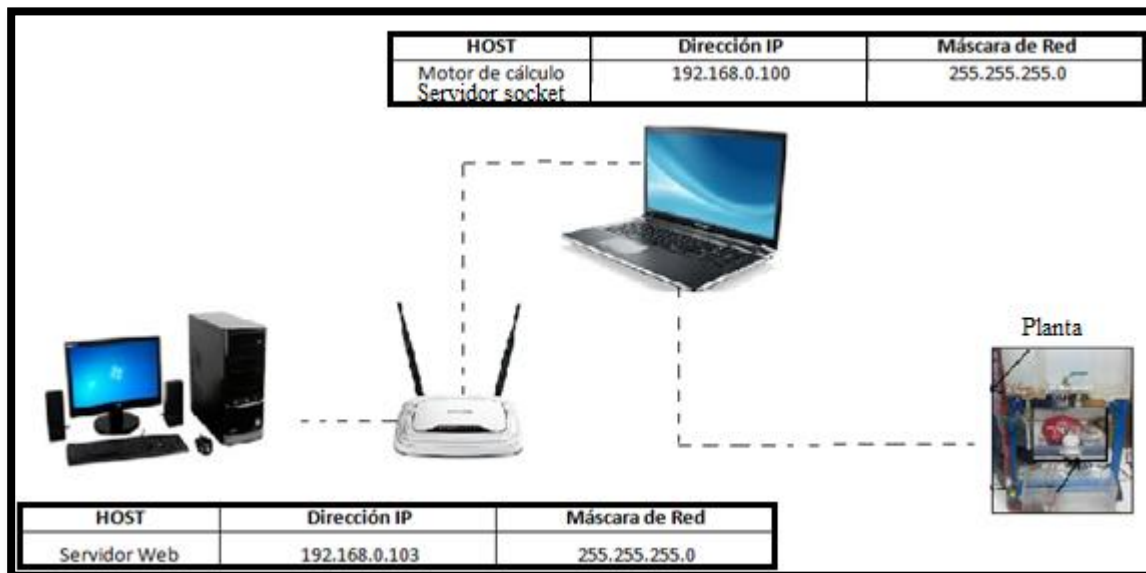 HOST Dirección IP Máscara de Red
Motor de cálculo 192.168.0.100 255.255.255.0
Servidor socket
Planta
HOST Dirección IP Máscara de Red
Servidor Web 192.168.0.103 255.255.255.0